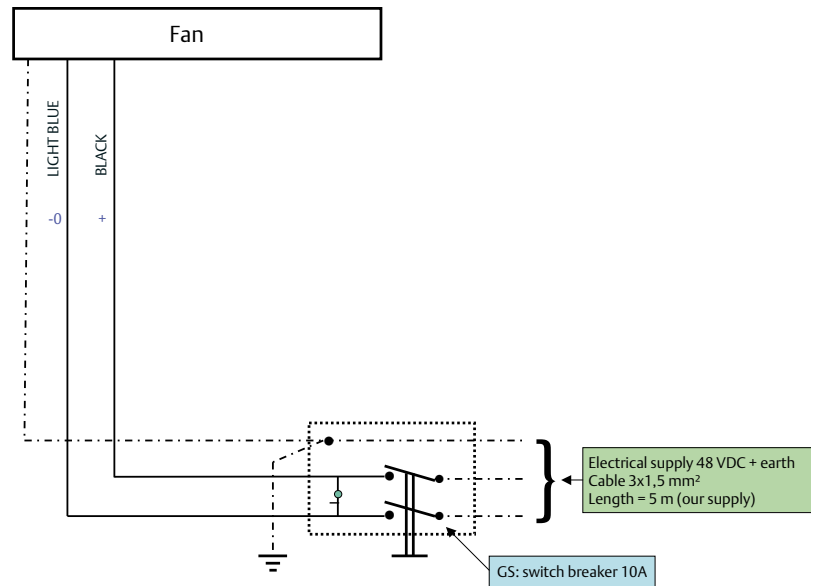 Fan
LIGHT BLUE
BLACK
-0
+
Electrical supply 48 VDC + earth
Cable 3x1,5 mm²
Length = 5 m (our supply)
GS: switch breaker 10A